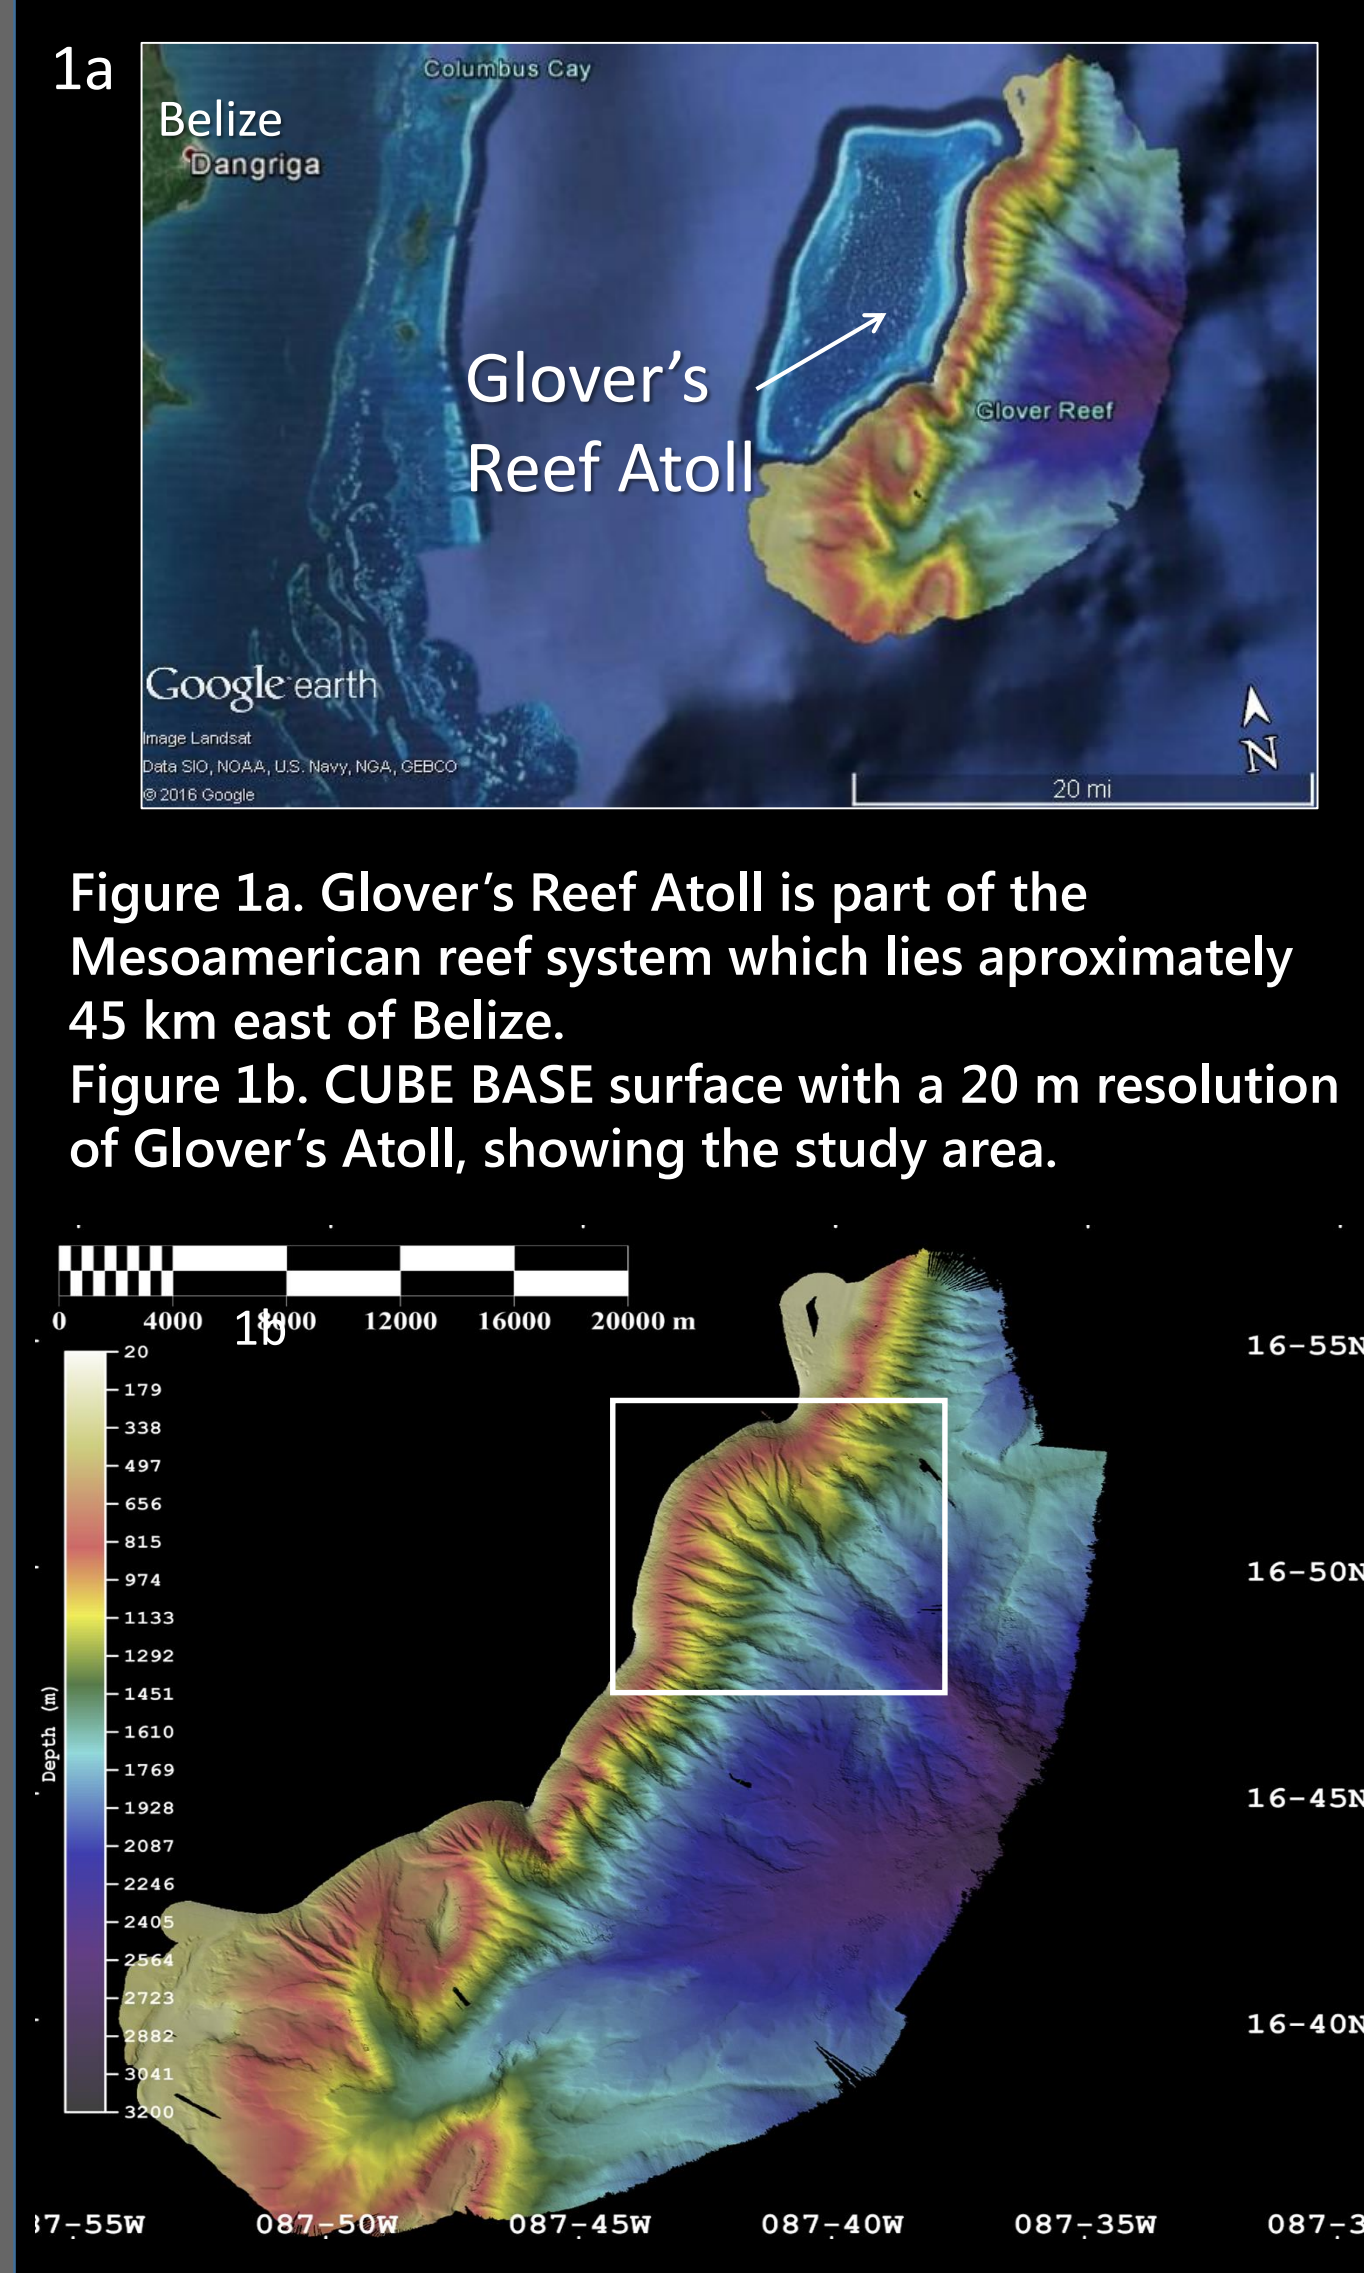 1a
Columbus Cay
Belize
Dangriga
Glover's
Reef Atoll
Glover Reef
Google earth
Image Landsat
Data SIO, NOAA, U.S. Navy, NGA, GEBCO
© 2016 Google
N
20 mi
Figure 1a. Glover's Reef Atoll is part of the
Mesoamerican reef system which lies aproximately
45 km east of Belize.
Figure 1b. CUBE BASE surface with a 20 m resolution
of Glover's Atoll, showing the study area.
0 4000 8000 12000 16000 20000 m
1b
20
179
338
497
656
815
974
1133
1292
1451
1610
1769
1928
2087
2246
2405
2564
2723
2882
3041
3200
Depth (m)
16-55N
16-50N
16-45N
16-40N
37-55W 087-50W 087-45W 087-40W 087-35W 087-3